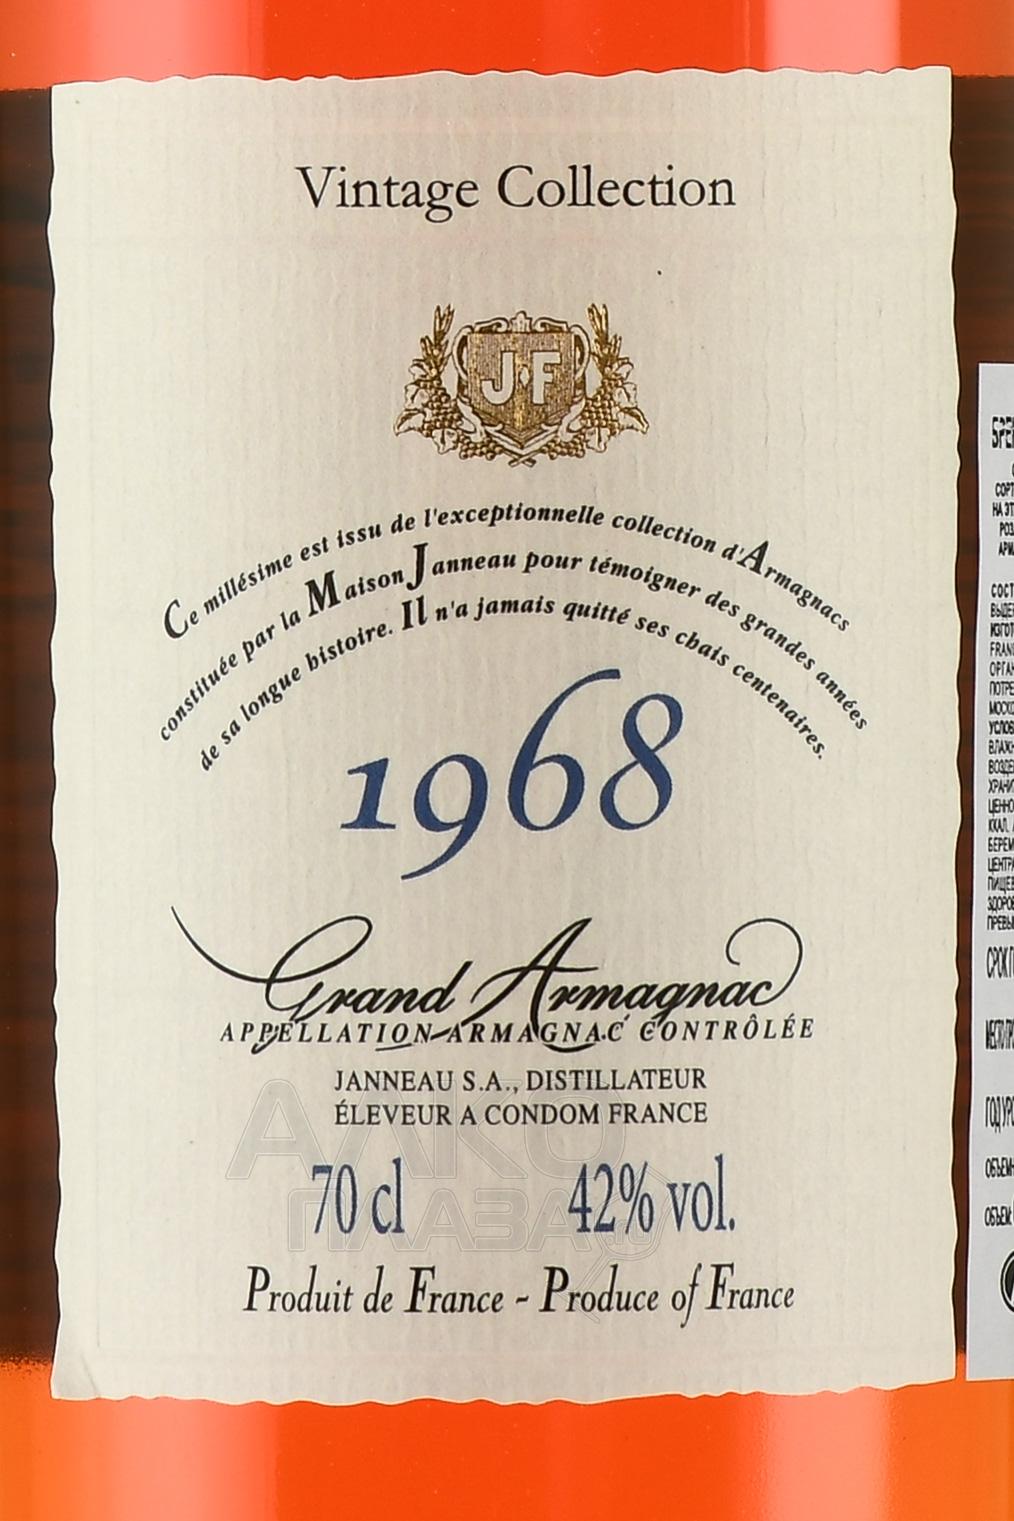 Vintage Collection
J F
Ce millésime est issu de l'exceptionnelle collection d'Armagnacs
constituée par la Maison Janneau pour témoigner des grandes années
de sa longue histoire. Il n'a jamais quitté ses chais centenaires.
1968
Grand Armagnac
APPELLATION ARMAGNAC CONTRÔLÉE
JANNEAU S.A., DISTILLATEUR
ÉLEVEUR A CONDOM FRANCE
70 cl 42% vol.
Produit de France - Produce of France
АЛКО
ПЛАЗА.ru